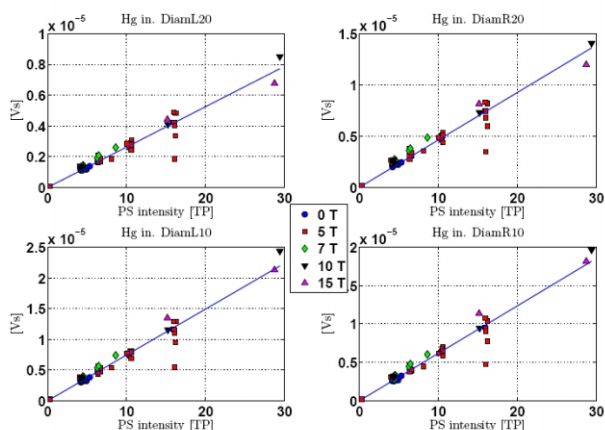 Hg in. DiamL20
Hg in. DiamR20
x 10⁻⁵
1
0.8
0.6
0.4
0.2
0
[Vs]
0 10 20 30
PS intensity [TP]
x 10⁻⁵
1.5
1
0.5
0
[Vs]
0 10 20 30
PS intensity [TP]
0 T
5 T
7 T
10 T
15 T
Hg in. DiamL10
Hg in. DiamR10
x 10⁻⁵
2.5
2
1.5
1
0.5
0
[Vs]
0 10 20 30
PS intensity [TP]
x 10⁻⁵
2
1.5
1
0.5
0
[Vs]
0 10 20 30
PS intensity [TP]